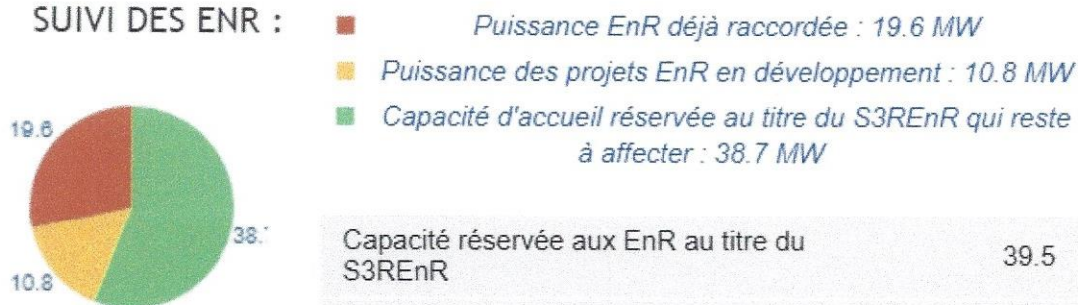 SUIVI DES ENR :
Puissance EnR déjà raccordée : 19.6 MW
Puissance des projets EnR en développement : 10.8 MW
Capacité d'accueil réservée au titre du S3REnR qui reste
à affecter : 38.7 MW
19.6
38.
10.8
Capacité réservée aux EnR au titre du
S3REnR
39.5